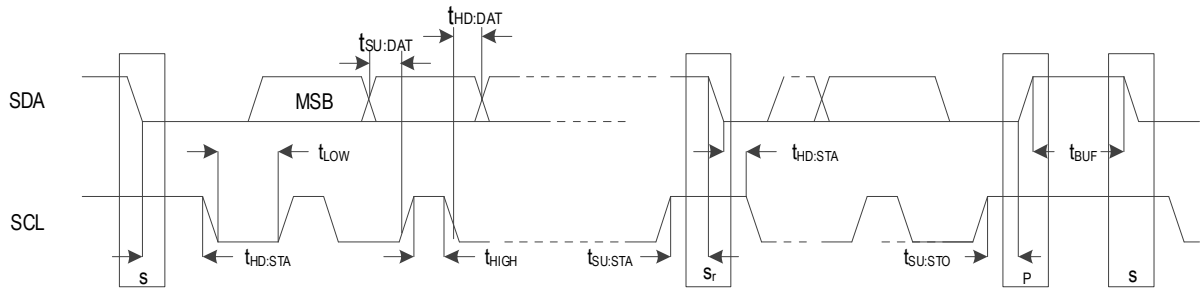 tHD:DAT
tSU:DAT
SDA
MSB
tLOW
tHD:STA
tBUF
SCL
tHD:STA
tHIGH
tSU:STA
tSU:STO
S
Sr
P
S